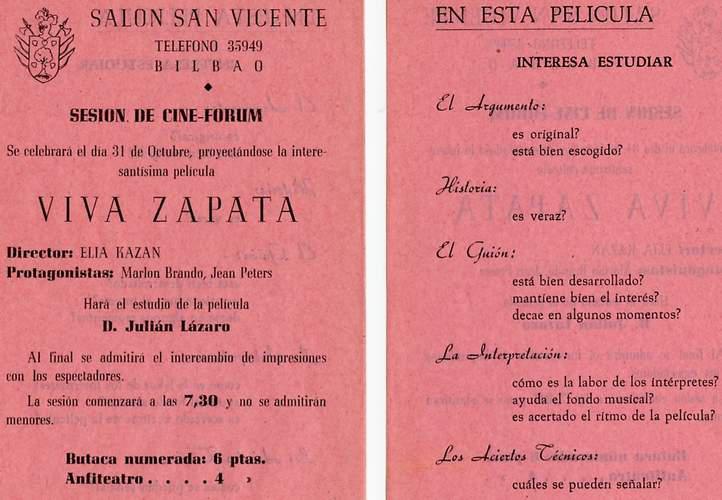 SALON SAN VICENTE
TELEFONO 35949
BILBAO
SESION DE CINE-FORUM
Se celebrará el día 31 de Octubre, proyectándose la intere-
santísima película
VIVA ZAPATA
Director: ELIA KAZAN
Protagonistas: Marlon Brando, Jean Peters
Hará el estudio de la película
D. Julián Lázaro
Al final se admitirá el intercambio de impresiones
con los espectadores.
La sesión comenzará a las 7,30 y no se admitirán
menores.
Butaca numerada: 6 ptas.
Anfiteatro . . . . 4 »
EN ESTA PELICULA
INTERESA ESTUDIAR
El Argumento:
es original?
está bien escogido?
Historia:
es veraz?
El Guión:
está bien desarrollado?
mantiene bien el interés?
decae en algunos momentos?
La Interpretación:
cómo es la labor de los intérpretes?
ayuda el fondo musical?
es acertado el ritmo de la película?
Los Aciertos Técnicos:
cuáles se pueden señalar?